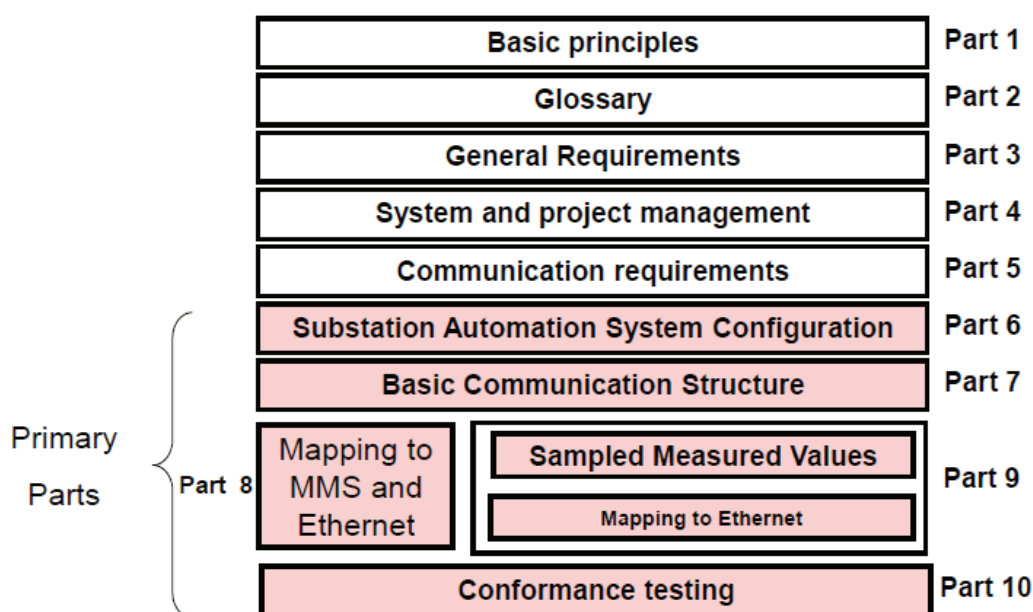 Basic principles Part 1
Glossary Part 2
General Requirements Part 3
System and project management Part 4
Communication requirements Part 5
Substation Automation System Configuration Part 6
Basic Communication Structure Part 7
Primary
Parts
Part 8
Mapping to
MMS and
Ethernet
Sampled Measured Values
Mapping to Ethernet
Part 9
Conformance testing Part 10